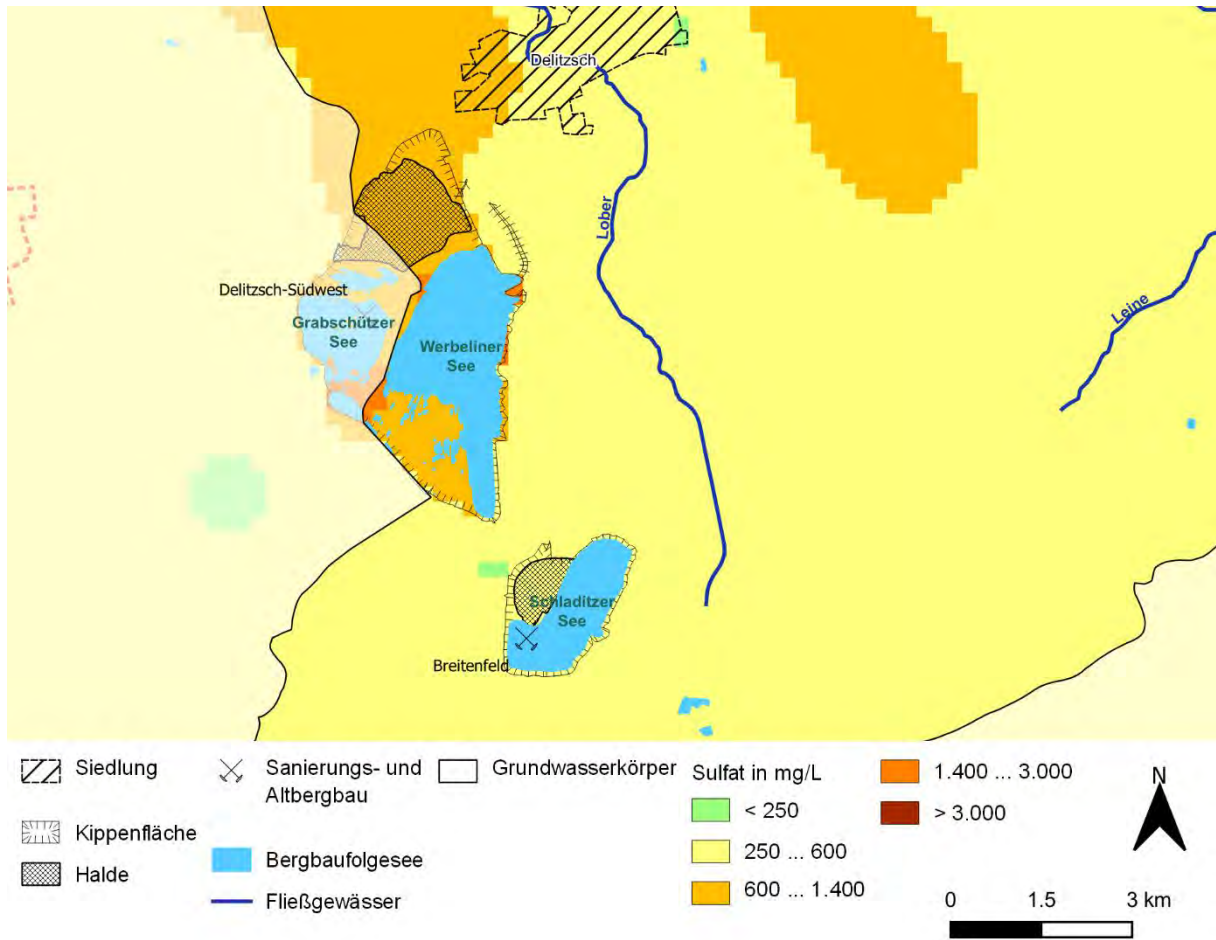 Delitzsch
Lober
Leine
Delitzsch-Südwest
Grabschützer
See
Werbeliner
See
Schladitzer
See
Breitenfeld
Siedlung
Kippenfläche
Halde
Sanierungs- und
Altbergbau
Bergbaufolgesee
Fließgewässer
Grundwasserkörper
Sulfat in mg/L
< 250
250 ... 600
600 ... 1.400
1.400 ... 3.000
> 3.000
N
0 1.5 3 km